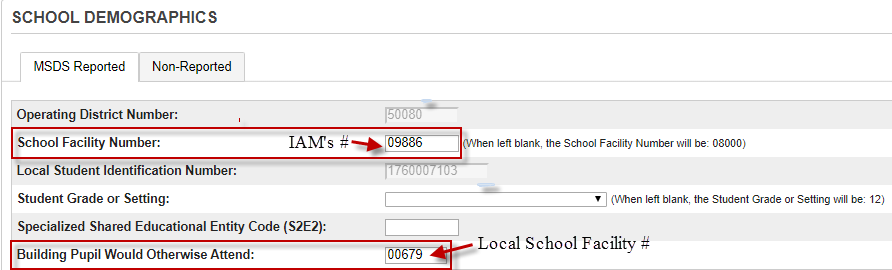 SCHOOL DEMOGRAPHICS
MSDS Reported Non-Reported
Operating District Number: 50080
School Facility Number: IAM's # 09886 (When left blank, the School Facility Number will be: 08000)
Local Student Identification Number: 1760007103
Student Grade or Setting: (When left blank, the Student Grade or Setting will be: 12)
Specialized Shared Educational Entity Code (S2E2):
Building Pupil Would Otherwise Attend: 00679 Local School Facility #